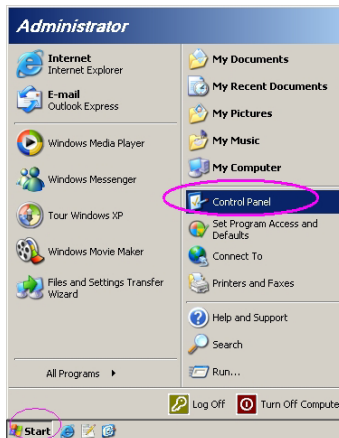 Administrator
Internet
Internet Explorer
E-mail
Outlook Express
Windows Media Player
Windows Messenger
Tour Windows XP
Windows Movie Maker
Files and Settings Transfer
Wizard
All Programs
My Documents
My Recent Documents
My Pictures
My Music
My Computer
Control Panel
Set Program Access and
Defaults
Connect To
Printers and Faxes
Help and Support
Search
Run...
Log Off
Turn Off Compute
Start